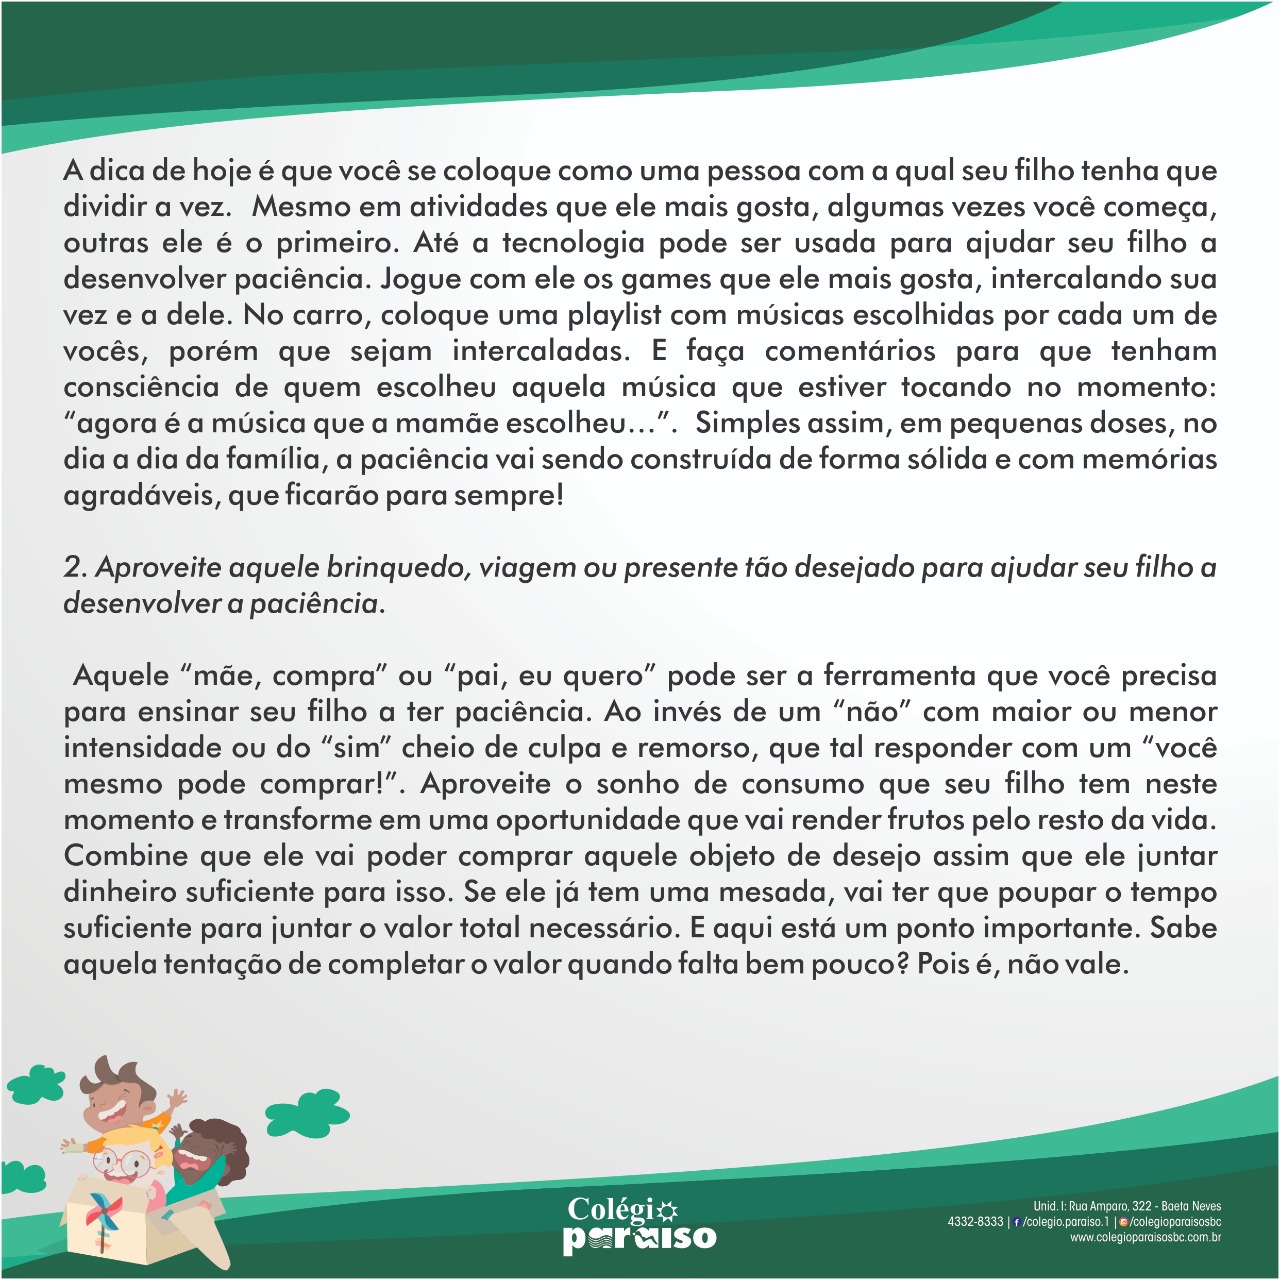 A dica de hoje é que você se coloque como uma pessoa com a qual seu filho tenha que
dividir a vez.  Mesmo em atividades que ele mais gosta, algumas vezes você começa,
outras ele é o primeiro. Até a tecnologia pode ser usada para ajudar seu filho a
desenvolver paciência. Jogue com ele os games que ele mais gosta, intercalando sua
vez e a dele. No carro, coloque uma playlist com músicas escolhidas por cada um de
vocês, porém que sejam intercaladas. E faça comentários para que tenham
consciência de quem escolheu aquela música que estiver tocando no momento:
“agora é a música que a mamãe escolheu...”.  Simples assim, em pequenas doses, no
dia a dia da família, a paciência vai sendo construída de forma sólida e com memórias
agradáveis, que ficarão para sempre!
2. Aproveite aquele brinquedo, viagem ou presente tão desejado para ajudar seu filho a
desenvolver a paciência.
Aquele “mãe, compra” ou “pai, eu quero” pode ser a ferramenta que você precisa
para ensinar seu filho a ter paciência. Ao invés de um “não” com maior ou menor
intensidade ou do “sim” cheio de culpa e remorso, que tal responder com um “você
mesmo pode comprar!”. Aproveite o sonho de consumo que seu filho tem neste
momento e transforme em uma oportunidade que vai render frutos pelo resto da vida.
Combine que ele vai poder comprar aquele objeto de desejo assim que ele juntar
dinheiro suficiente para isso. Se ele já tem uma mesada, vai ter que poupar o tempo
suficiente para juntar o valor total necessário. E aqui está um ponto importante. Sabe
aquela tentação de completar o valor quando falta bem pouco? Pois é, não vale.
Colégio
paraiso
Unid. I: Rua Amparo, 322 - Baeta Neves
4332-8333 | f /colegio.paraiso.1 | /colegioparaisosbc
www.colegioparaisosbc.com.br